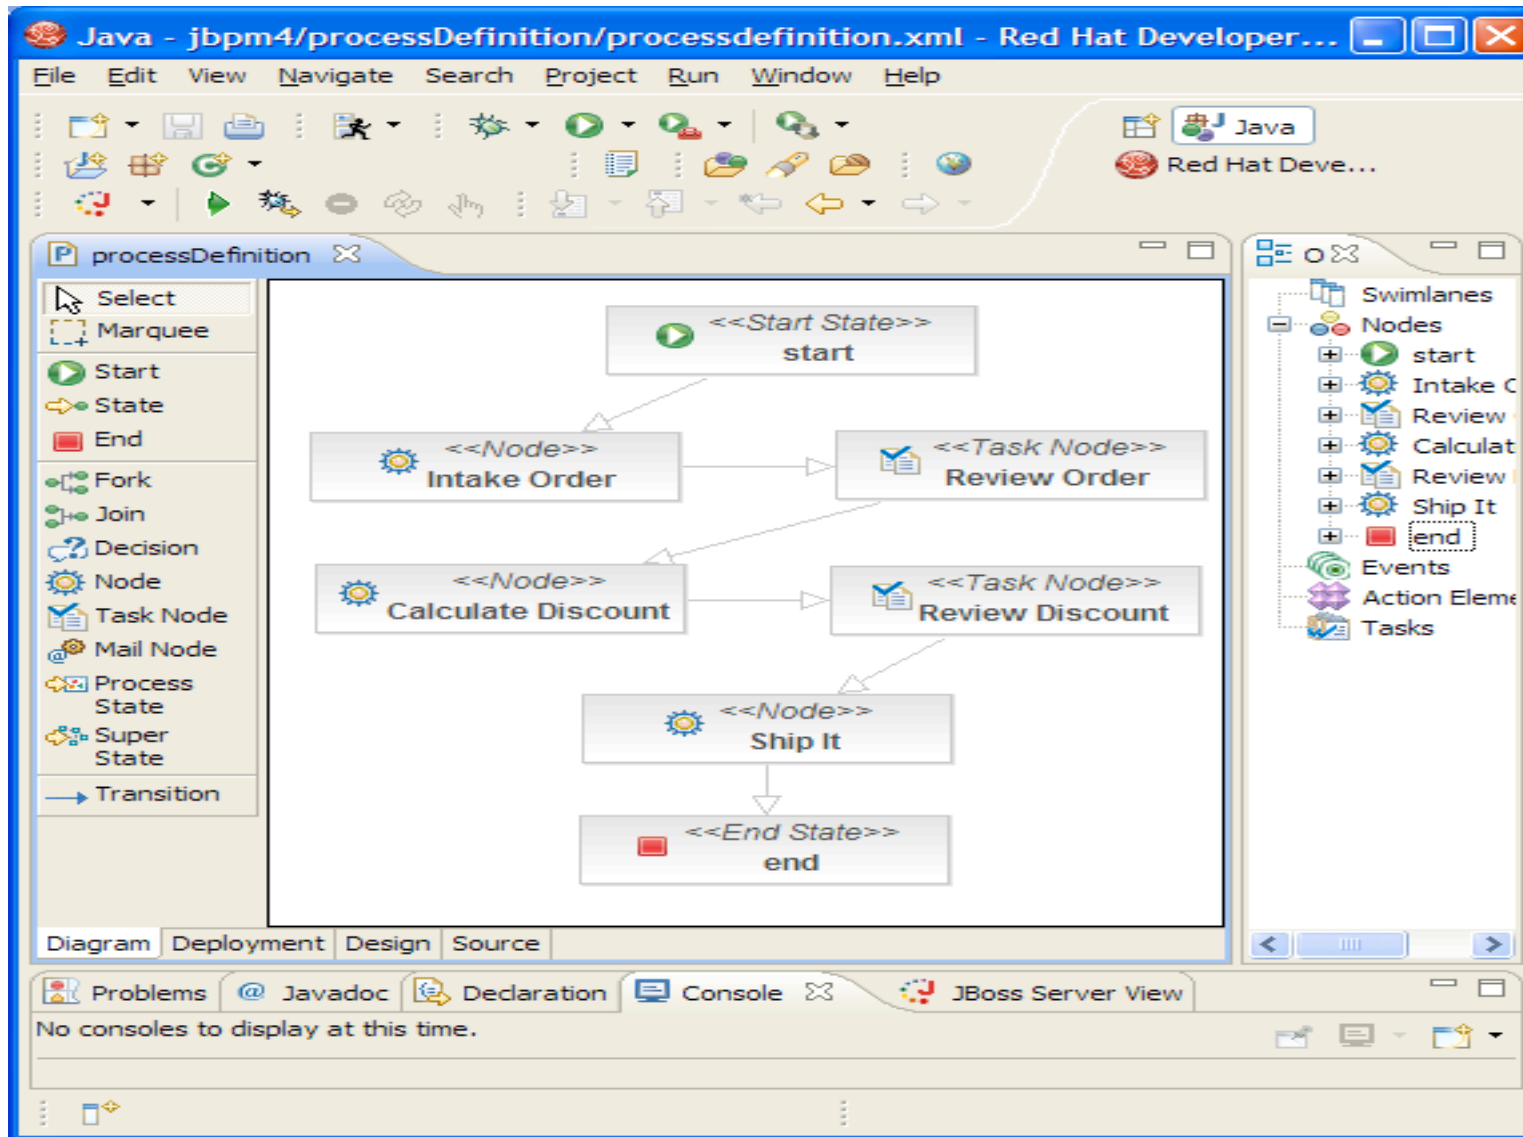 Java - jbpm4/processDefinition/processdefinition.xml - Red Hat Developer...
File Edit View Navigate Search Project Run Window Help
Java
Red Hat Deve...
processDefinition
O
Select
Marquee
Start
State
End
Fork
Join
Decision
Node
Task Node
Mail Node
Process
State
Super
State
Transition
<<Start State>>
start
<<Node>>
Intake Order
<<Task Node>>
Review Order
<<Node>>
Calculate Discount
<<Task Node>>
Review Discount
<<Node>>
Ship It
<<End State>>
end
Swimlanes
Nodes
start
Intake
Review
Calculat
Review
Ship It
end
Events
Action Eleme
Tasks
Diagram Deployment Design Source
Problems @ Javadoc Declaration Console JBoss Server View
No consoles to display at this time.